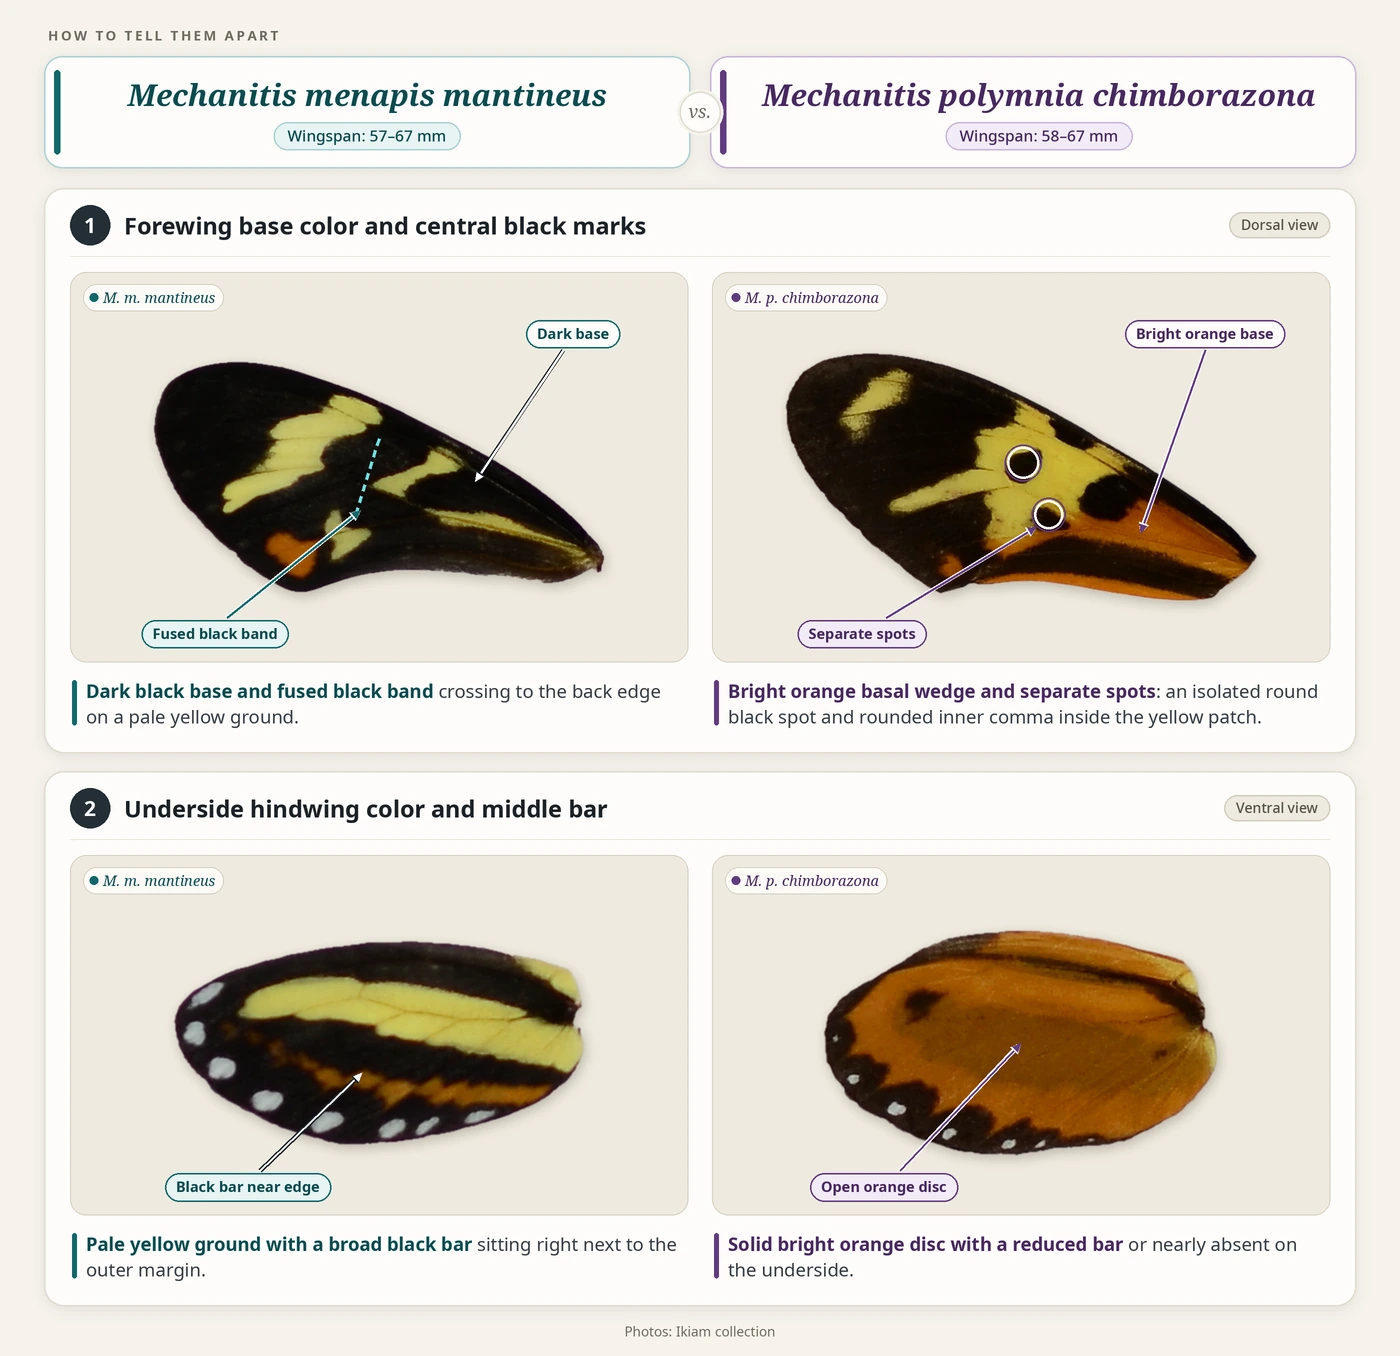 HOW TO TELL THEM APART
Mechanitis menapis mantineus
Wingspan: 57–67 mm
vs.
Mechanitis polymnia chimborazona
Wingspan: 58–67 mm
1 Forewing base color and central black marks
Dorsal view
M. m. mantineus
Dark base
Fused black band
M. p. chimborazona
Bright orange base
Separate spots
Dark black base and fused black band crossing to the back edge
on a pale yellow ground.
Bright orange basal wedge and separate spots: an isolated round
black spot and rounded inner comma inside the yellow patch.
2 Underside hindwing color and middle bar
Ventral view
M. m. mantineus
Black bar near edge
M. p. chimborazona
Open orange disc
Pale yellow ground with a broad black bar sitting right next to the
outer margin.
Solid bright orange disc with a reduced bar or nearly absent on
the underside.
Photos: Ikiam collection